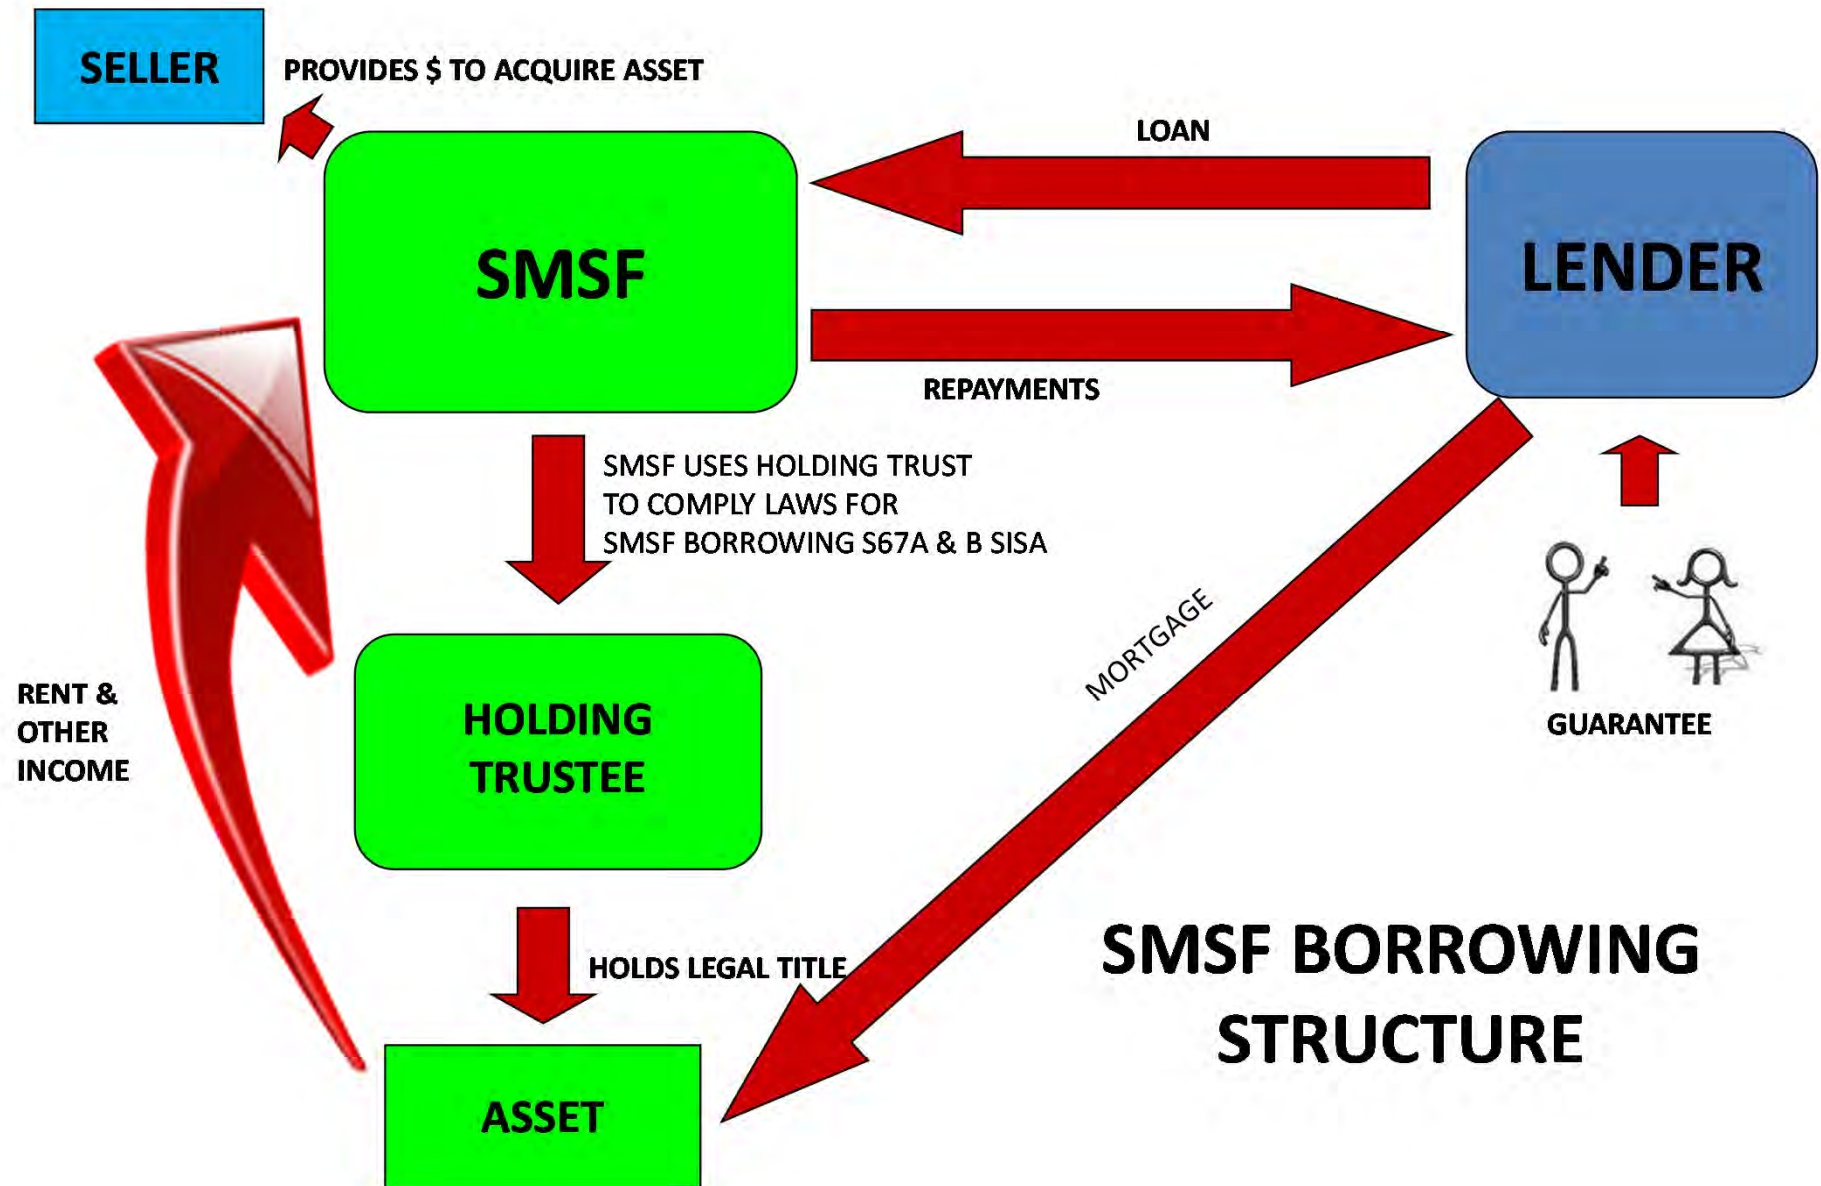 SELLER
PROVIDES $ TO ACQUIRE ASSET
LOAN
SMSF
LENDER
REPAYMENTS
SMSF USES HOLDING TRUST
TO COMPLY LAWS FOR
SMSF BORROWING S67A & B SISA
MORTGAGE
GUARANTEE
RENT &
OTHER
INCOME
HOLDING
TRUSTEE
HOLDS LEGAL TITLE
SMSF BORROWING
STRUCTURE
ASSET